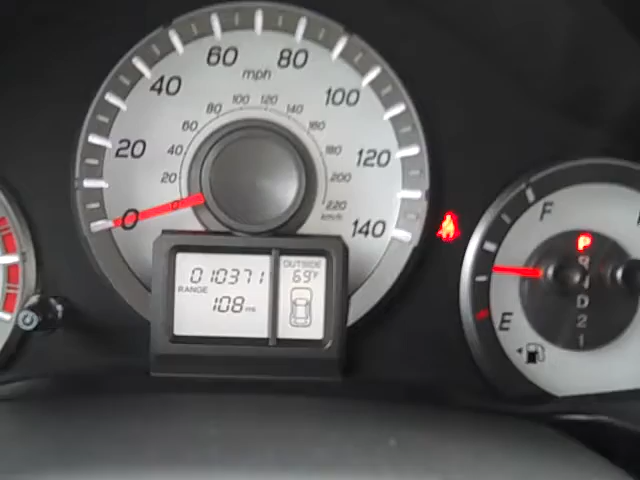 60 80
mph
40 100
80 100 120 140
60 160
20 40 180 120
20 200
0 0 220 140
km/h
010371
RANGE
108 mi
OUTSIDE
69°F
F
P
R
N
D
2
1
E